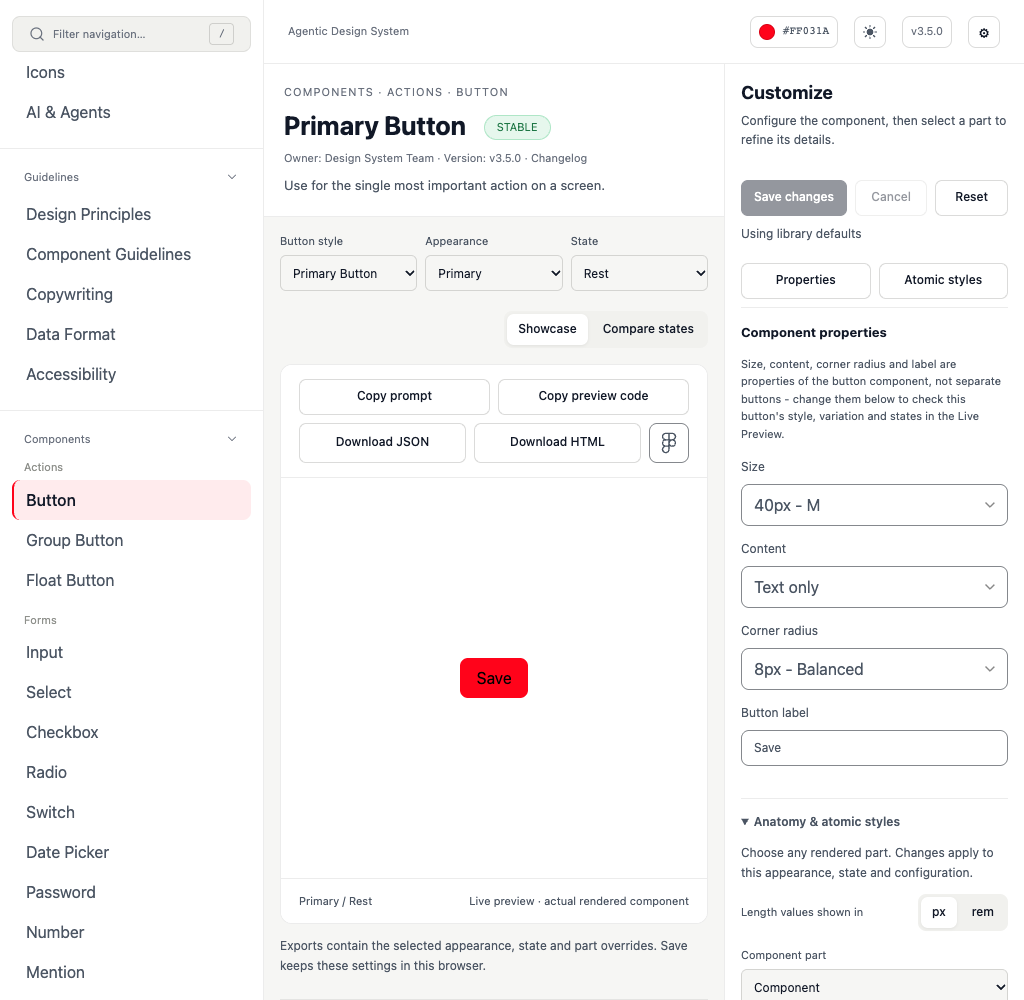 Filter navigation...
/
Icons
AI & Agents
Guidelines
Design Principles
Component Guidelines
Copywriting
Data Format
Accessibility
Components
Actions
Button
Group Button
Float Button
Forms
Input
Select
Checkbox
Radio
Switch
Date Picker
Password
Number
Mention
Agentic Design System
#FF031A
v3.5.0
COMPONENTS · ACTIONS · BUTTON
Primary Button
STABLE
Owner: Design System Team · Version: v3.5.0 · Changelog
Use for the single most important action on a screen.
Button style
Appearance
State
Primary Button
Primary
Rest
Showcase
Compare states
Copy prompt
Copy preview code
Download JSON
Download HTML
Save
Primary / Rest
Live preview · actual rendered component
Exports contain the selected appearance, state and part overrides. Save
keeps these settings in this browser.
Customize
Configure the component, then select a part to
refine its details.
Save changes
Cancel
Reset
Using library defaults
Properties
Atomic styles
Component properties
Size, content, corner radius and label are
properties of the button component, not separate
buttons - change them below to check this
button's style, variation and states in the Live
Preview.
Size
40px - M
Content
Text only
Corner radius
8px - Balanced
Button label
Save
Anatomy & atomic styles
Choose any rendered part. Changes apply to
this appearance, state and configuration.
Length values shown in
px
rem
Component part
Component